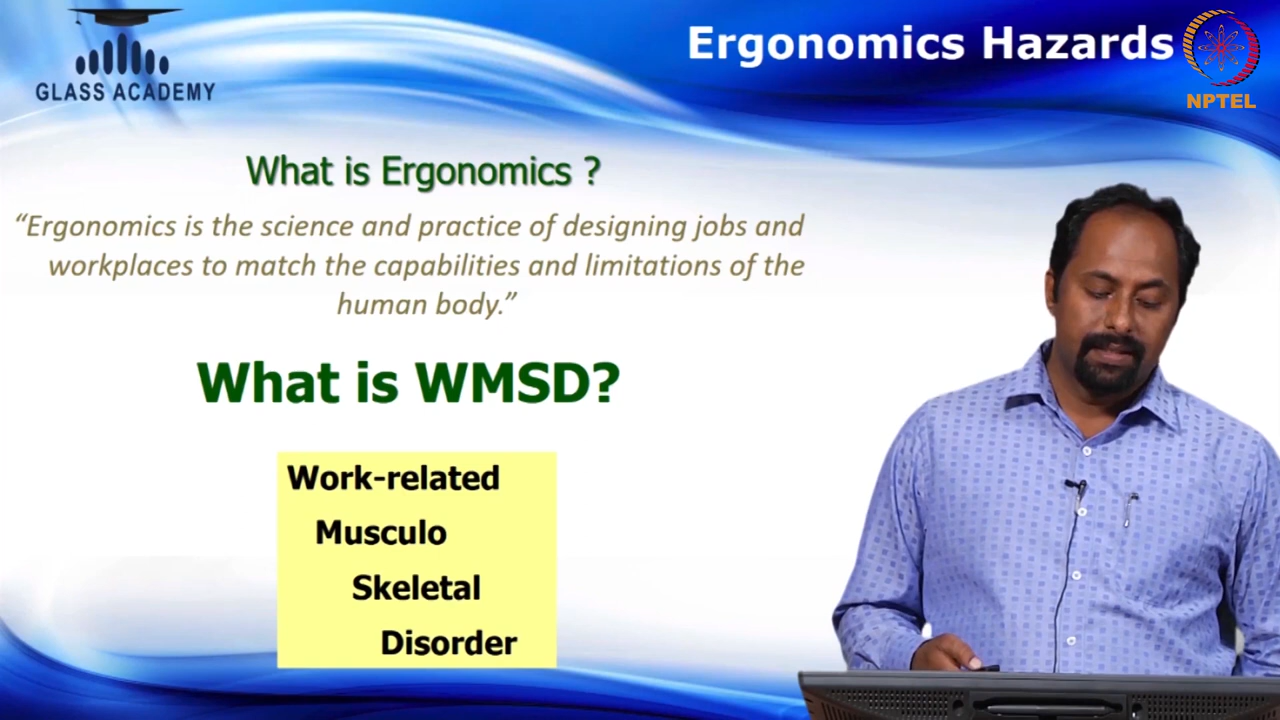 GLASS ACADEMY
Ergonomics Hazards
NPTEL
What is Ergonomics ?
“Ergonomics is the science and practice of designing jobs and
workplaces to match the capabilities and limitations of the
human body.”
What is WMSD?
Work-related
Musculo
Skeletal
Disorder